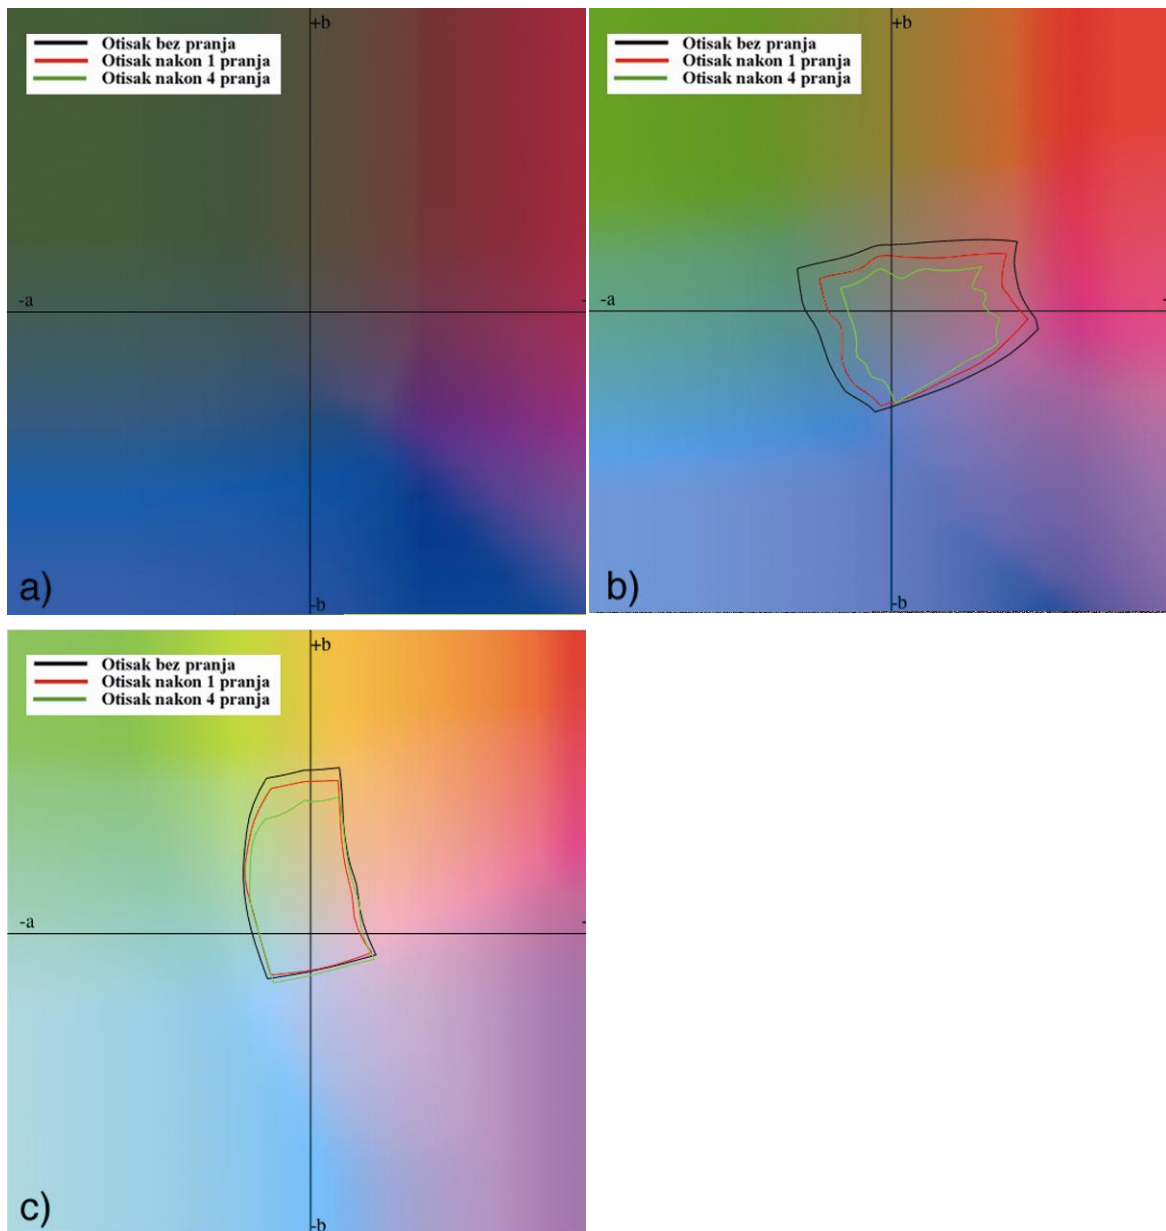 +b
Otisak bez pranja
Otisak nakon 1 pranja
Otisak nakon 4 pranja
-a
-b
a)
+b
Otisak bez pranja
Otisak nakon 1 pranja
Otisak nakon 4 pranja
-a
-b
b)
+b
Otisak bez pranja
Otisak nakon 1 pranja
Otisak nakon 4 pranja
-a
-b
c)